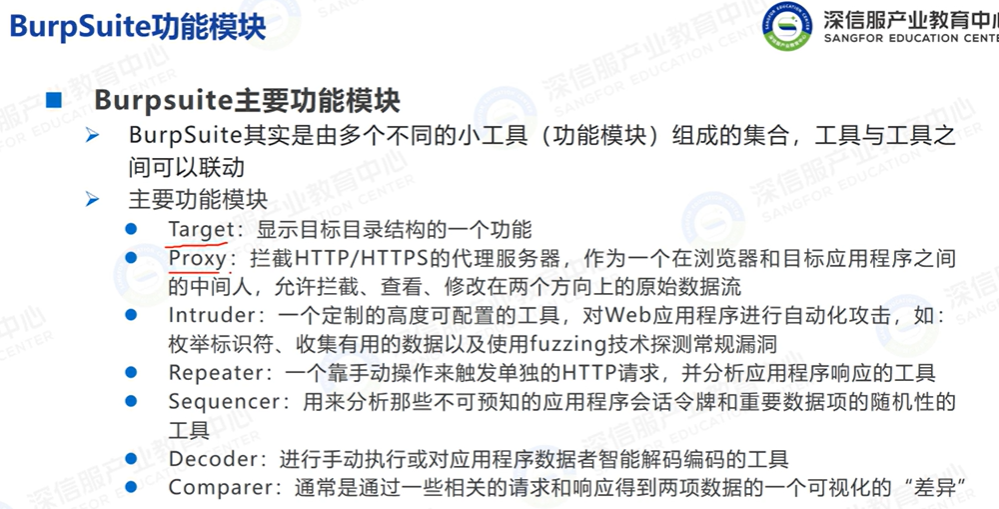 BurpSuite功能模块
深信服产业教育中心
SANGFOR EDUCATION CENTE
Burpsuite主要功能模块
BurpSuite其实是由多个不同的小工具（功能模块）组成的集合，工具与工具之
间可以联动
主要功能模块
Target：显示目标目录结构的一个功能
Proxy：拦截HTTP/HTTPS的代理服务器，作为一个在浏览器和目标应用程序之间
的中间人，允许拦截、查看、修改在两个方向上的原始数据流
Intruder：一个定制的高度可配置的工具，对Web应用程序进行自动化攻击，如：
枚举标识符、收集有用的数据以及使用fuzzing技术探测常规漏洞
Repeater：一个靠手动操作来触发单独的HTTP请求，并分析应用程序响应的工具
Sequencer：用来分析那些不可预知的应用程序会话令牌和重要数据项的随机性的
工具
Decoder：进行手动执行或对应用程序数据者智能解码编码的工具
Comparer：通常是通过一些相关的请求和响应得到两项数据的一个可视化的“差异”